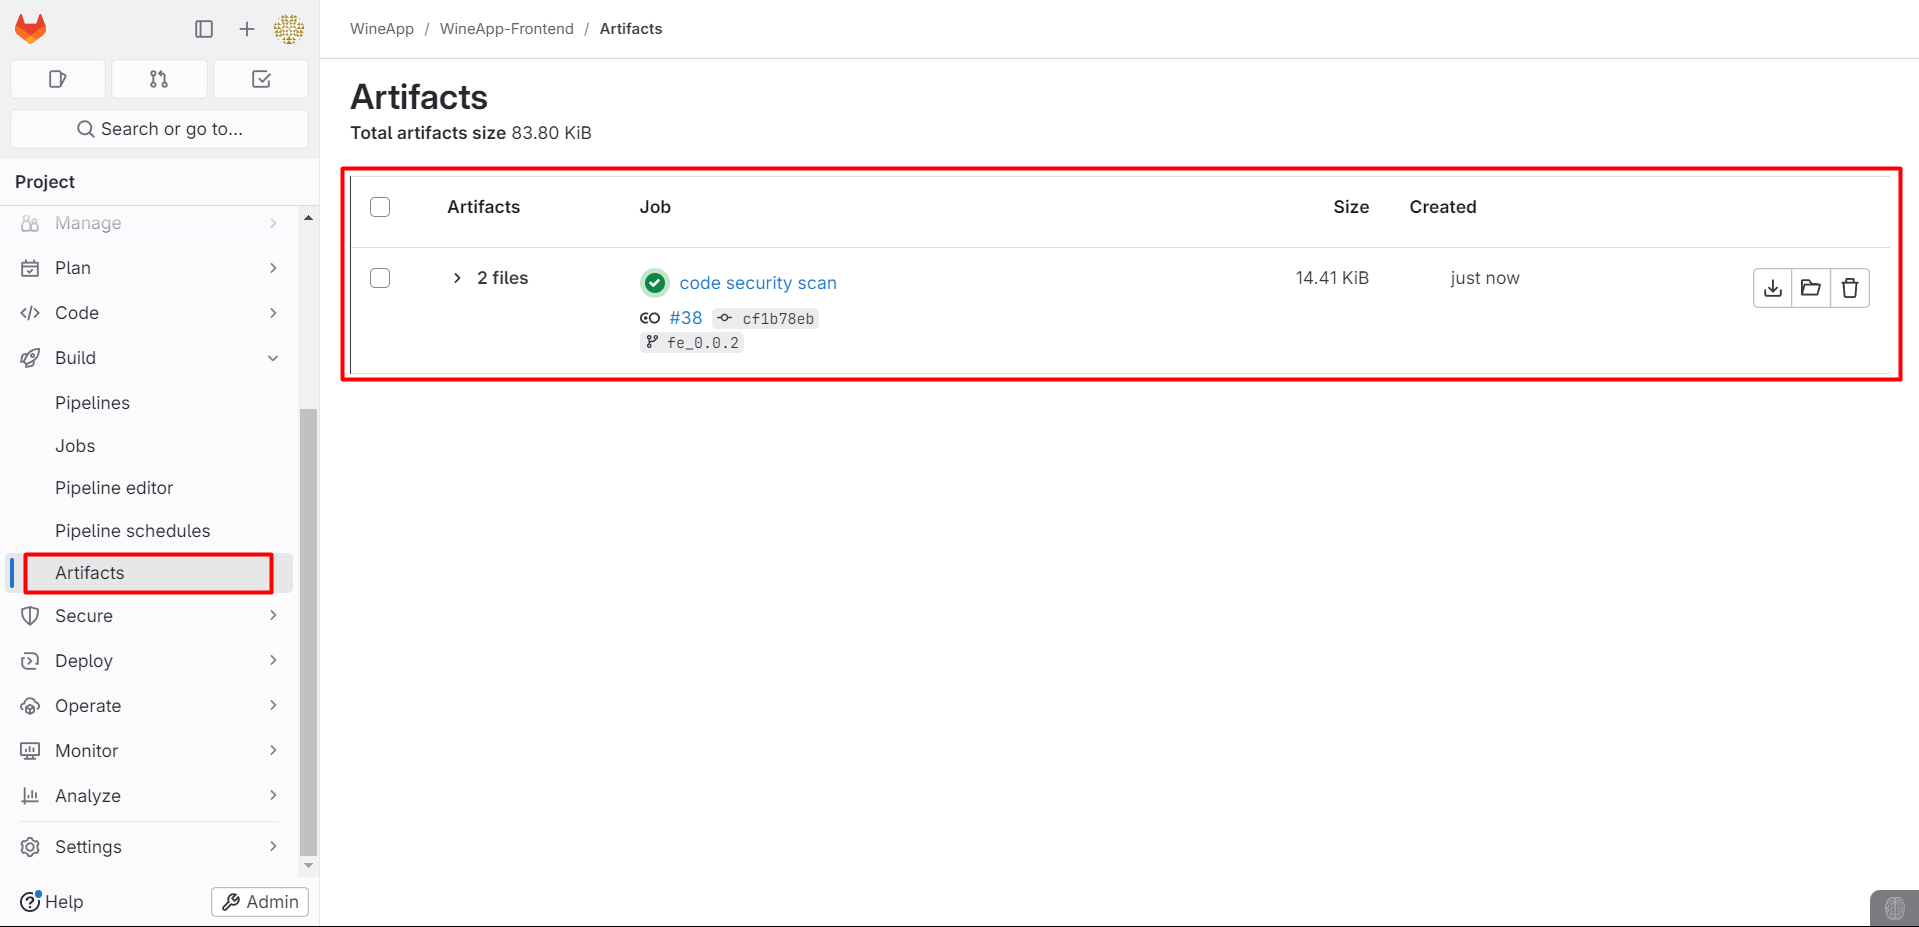 WineApp / WineApp-Frontend / Artifacts
Search or go to...
Project
Manage
Plan
Code
Build
Pipelines
Jobs
Pipeline editor
Pipeline schedules
Artifacts
Secure
Deploy
Operate
Monitor
Analyze
Settings
Help
Admin
Artifacts
Total artifacts size 83.80 KiB
Artifacts Job Size Created
2 files code security scan 14.41 KiB just now
#38 cf1b78eb
fe_0.0.2